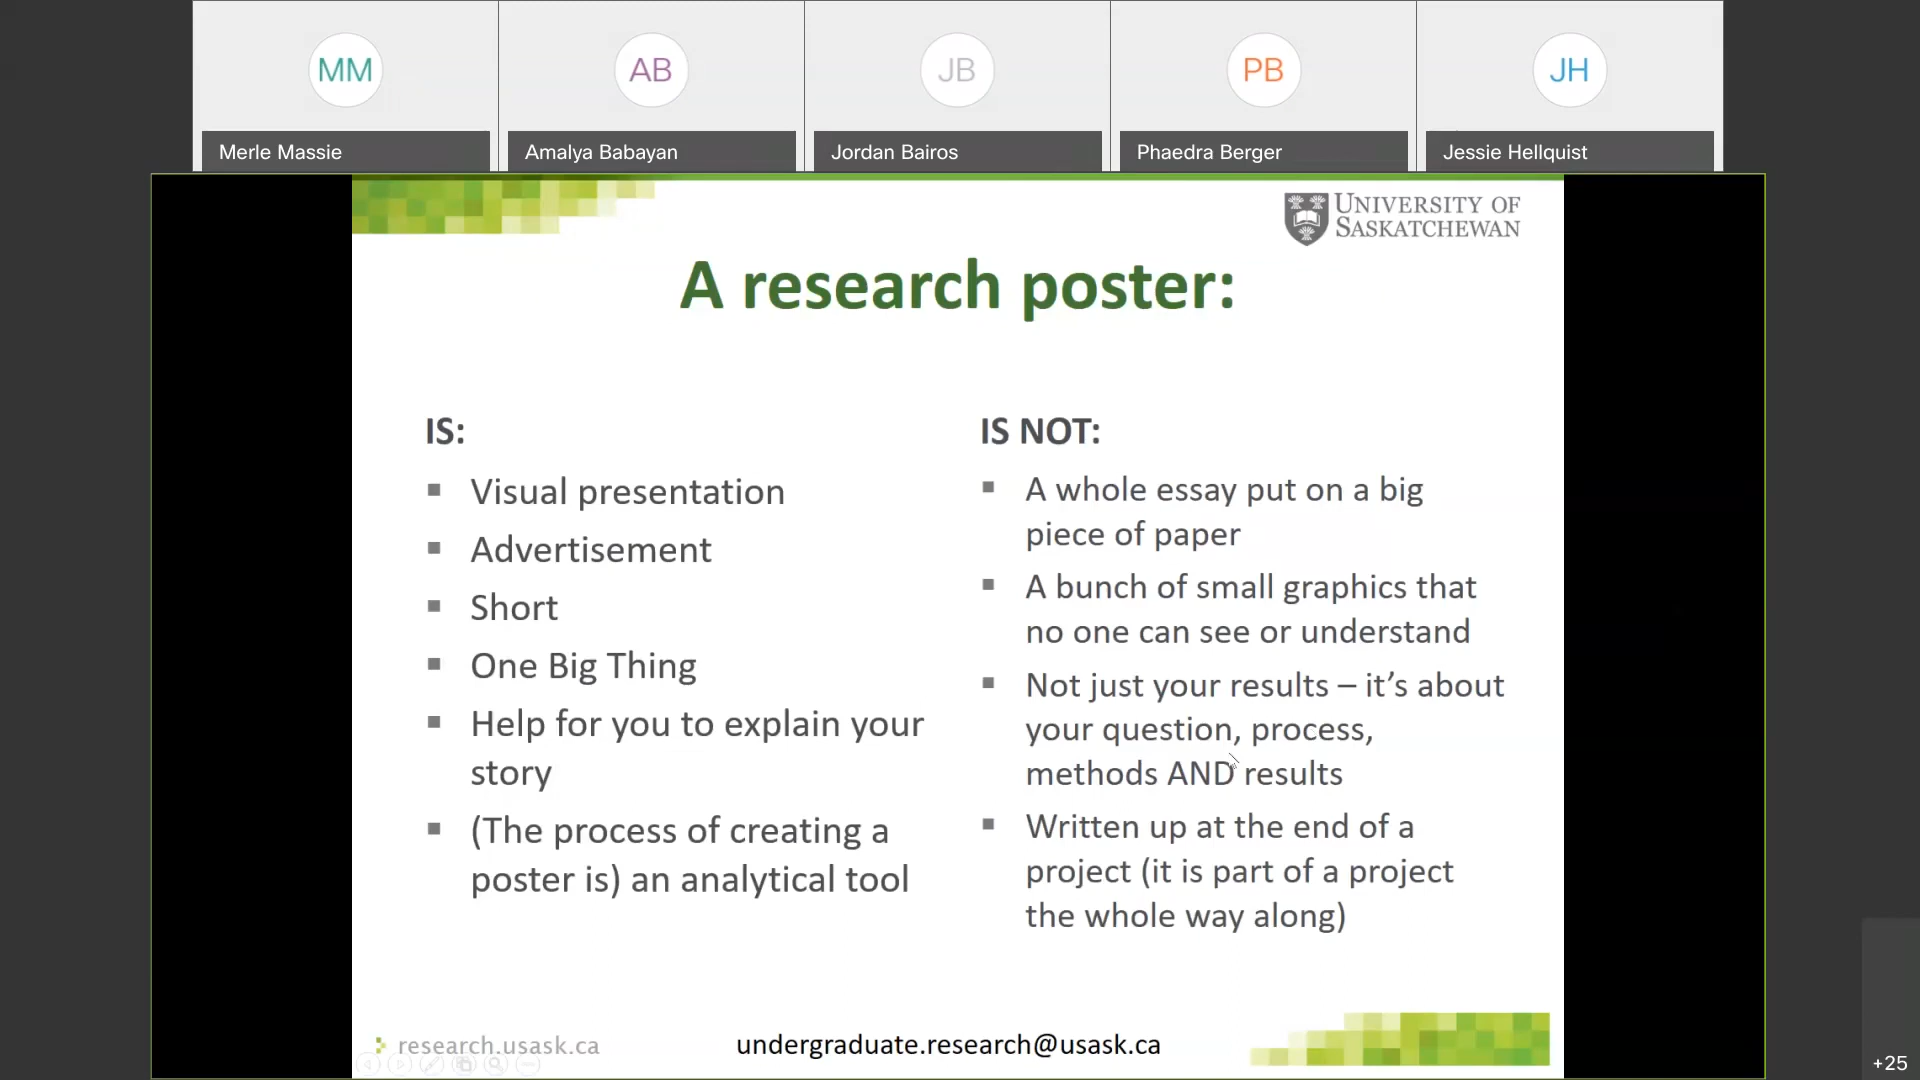 MM
AB
JB
PB
JH
Merle Massie
Amalya Babayan
Jordan Bairos
Phaedra Berger
Jessie Hellquist
UNIVERSITY OF
SASKATCHEWAN
A research poster:
IS:
Visual presentation
Advertisement
Short
One Big Thing
Help for you to explain your
story
(The process of creating a
poster is) an analytical tool
IS NOT:
A whole essay put on a big
piece of paper
A bunch of small graphics that
no one can see or understand
Not just your results – it’s about
your question, process,
methods AND results
Written up at the end of a
project (it is part of a project
the whole way along)
research.usask.ca
undergraduate.research@usask.ca
+25